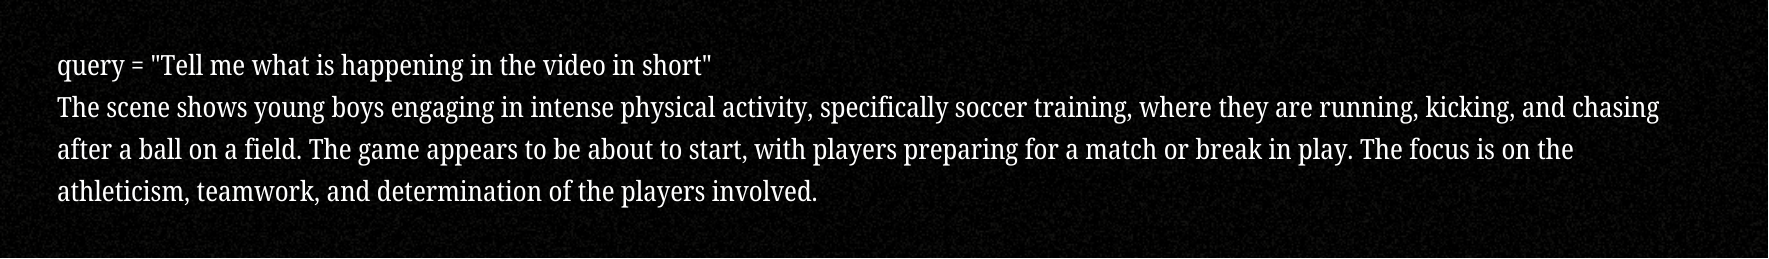 query = "Tell me what is happening in the video in short"
The scene shows young boys engaging in intense physical activity, specifically soccer training, where they are running, kicking, and chasing
after a ball on a field. The game appears to be about to start, with players preparing for a match or break in play. The focus is on the
athleticism, teamwork, and determination of the players involved.